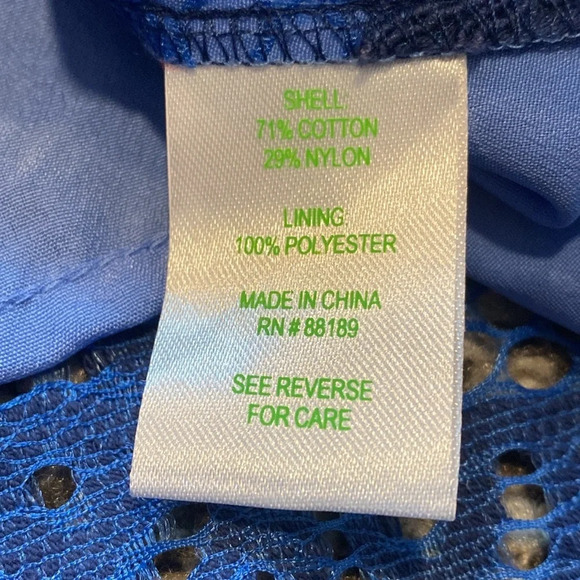 SHELL
71% COTTON
29% NYLON
LINING
100% POLYESTER
MADE IN CHINA
RN # 88189
SEE REVERSE
FOR CARE